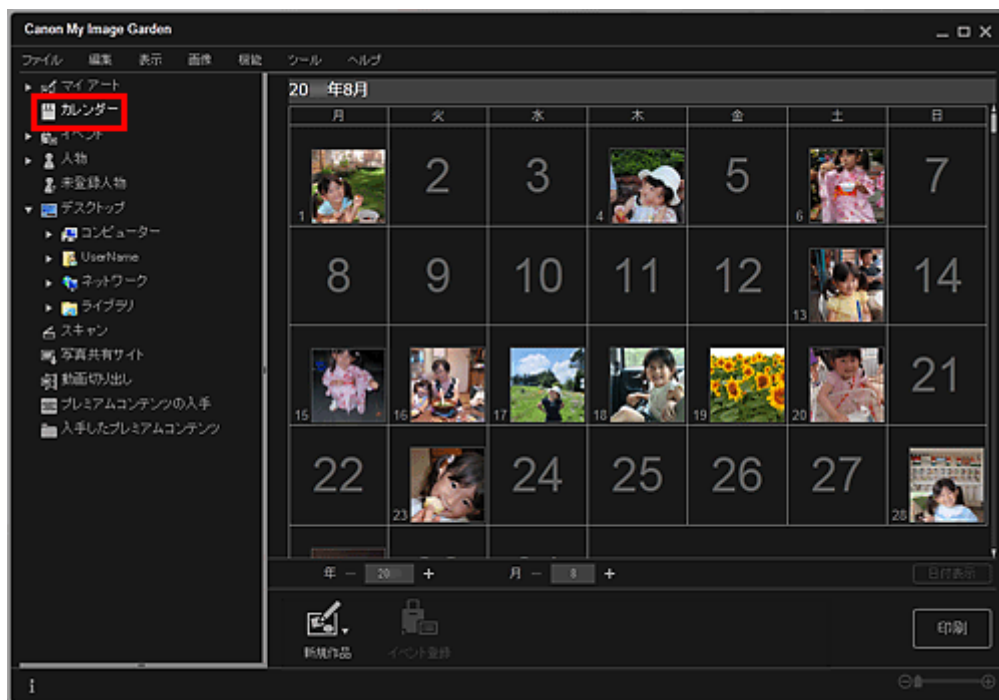 Canon My Image Garden
ファイル 編集 表示 画像 機能 ツール ヘルプ
マイ アート
カレンダー
イベント
人物
未登録人物
デスクトップ
コンピューター
UserName
ネットワーク
ライブラリ
スキャン
写真共有サイト
動画切り出し
プレミアムコンテンツの入手
入手したプレミアムコンテンツ
20 年8月
月 火 水 木 金 土 日
1 2 3 4 5 6 7
8 9 10 11 12 13 14
15 16 17 18 19 20 21
22 23 24 25 26 27 28
年 － 20 ＋ 月 － 8 ＋ 日付表示
新規作品 イベント登録 印刷